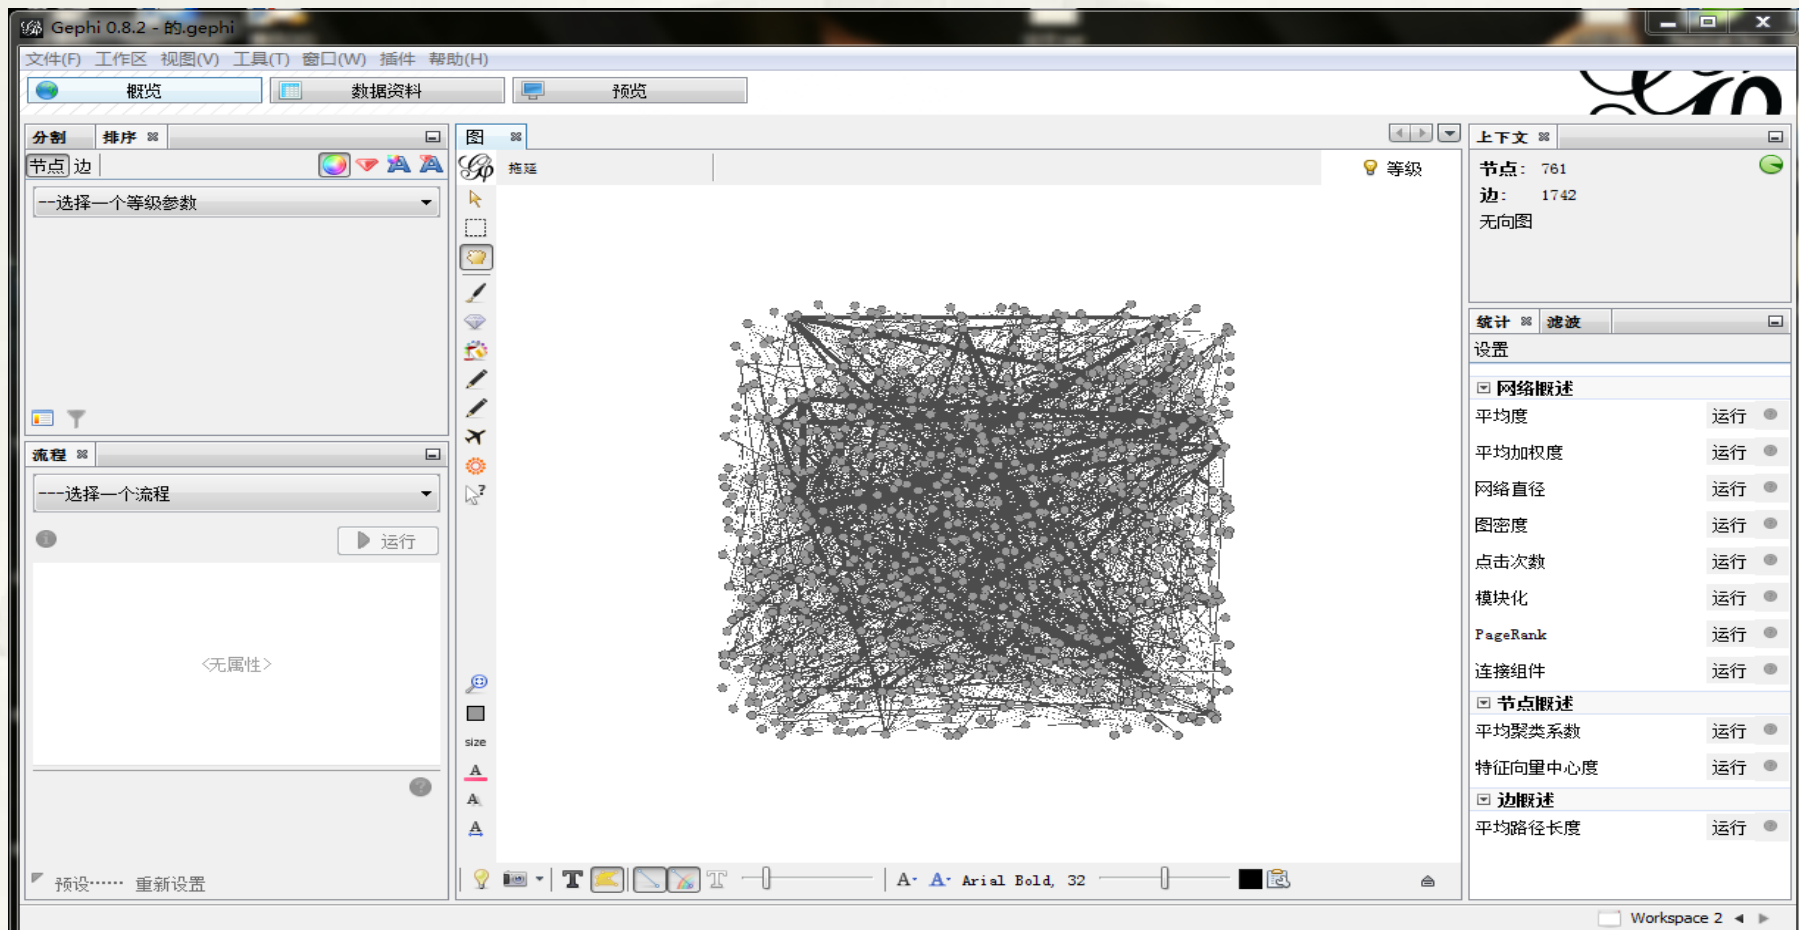 Gephi 0.8.2 - 的.gephi
文件(F) 工作区 视图(V) 工具(T) 窗口(W) 插件 帮助(H)
概览 数据资料 预览
分割 排序
节点 边
--选择一个等级参数
流程
---选择一个流程
运行
<无属性>
预设…… 重新设置
图
拖延
等级
size
Arial Bold, 32
上下文
节点: 761
边: 1742
无向图
统计 滤波
设置
网络概述
平均度 运行
平均加权度 运行
网络直径 运行
图密度 运行
点击次数 运行
模块化 运行
PageRank 运行
连接组件 运行
节点概述
平均聚类系数 运行
特征向量中心度 运行
边概述
平均路径长度 运行
Workspace 2